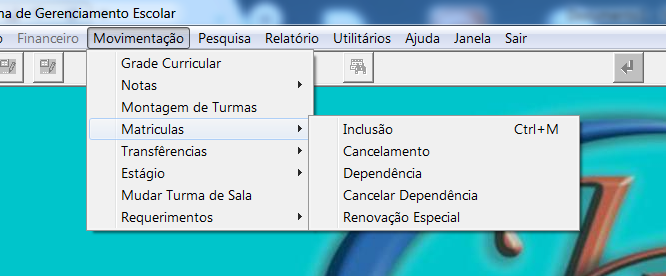 na de Gerenciamento Escolar
o Financeiro Movimentação Pesquisa Relatório Utilitários Ajuda Janela Sair
Grade Curricular
Notas
Montagem de Turmas
Matriculas
Transfêrencias
Estágio
Mudar Turma de Sala
Requerimentos
Inclusão Ctrl+M
Cancelamento
Dependência
Cancelar Dependência
Renovação Especial